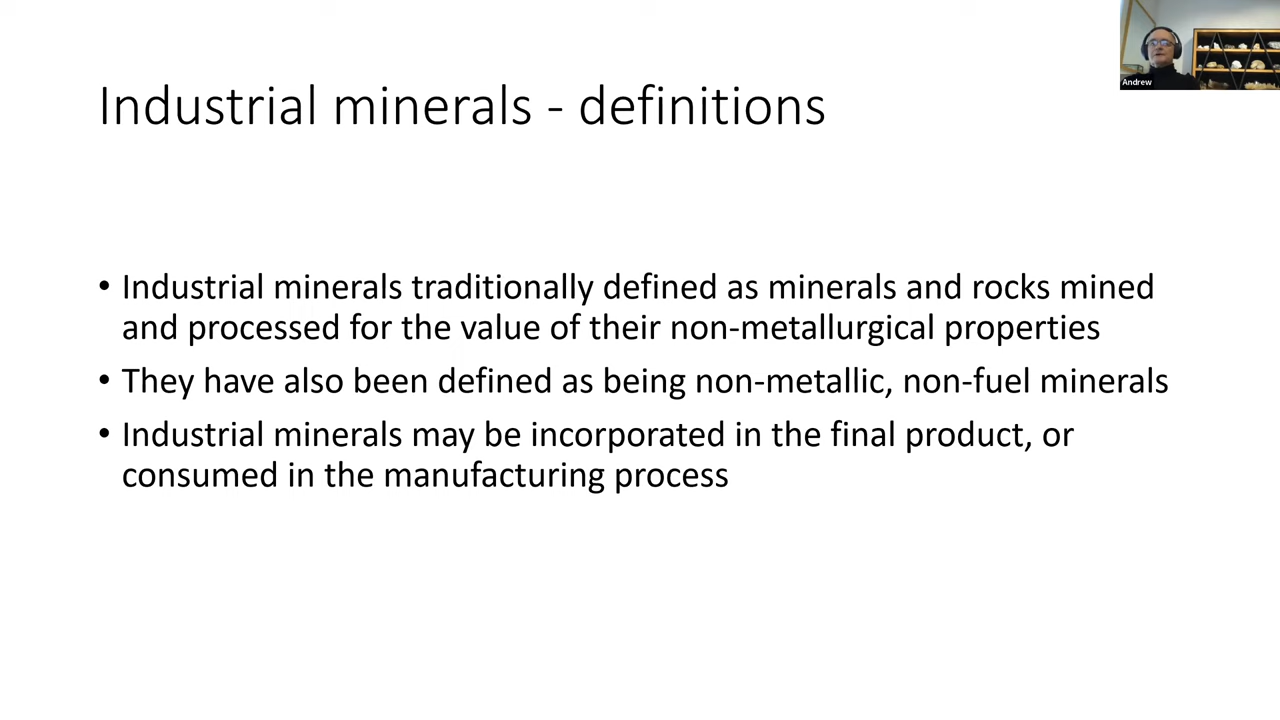 Industrial minerals - definitions
Andrew
• Industrial minerals traditionally defined as minerals and rocks mined
and processed for the value of their non-metallurgical properties
• They have also been defined as being non-metallic, non-fuel minerals
• Industrial minerals may be incorporated in the final product, or
consumed in the manufacturing process